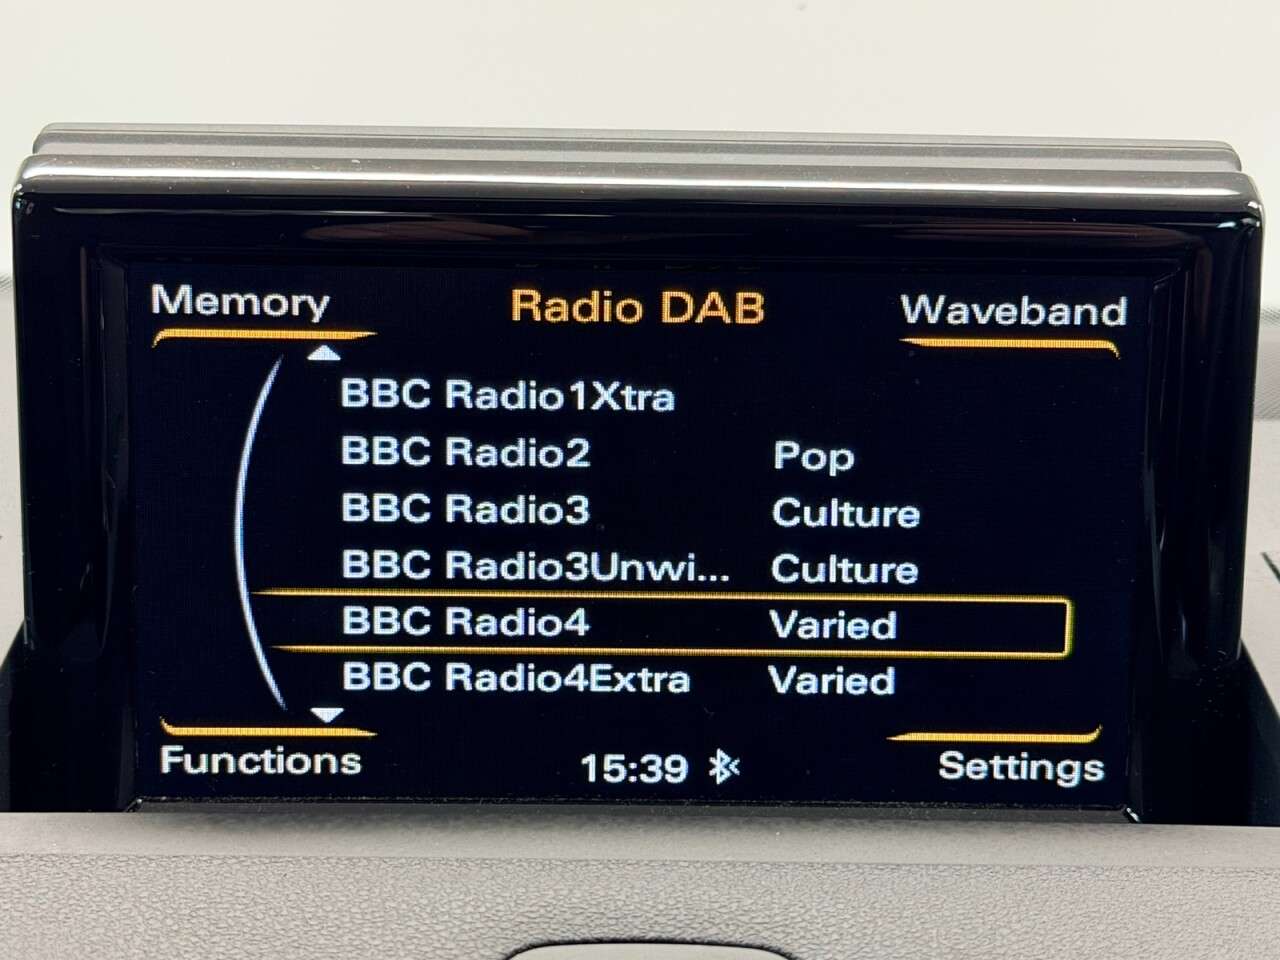 Memory Radio DAB Waveband
BBC Radio1Xtra
BBC Radio2 Pop
BBC Radio3 Culture
BBC Radio3Unwi... Culture
BBC Radio4 Varied
BBC Radio4Extra Varied
Functions 15:39 Settings